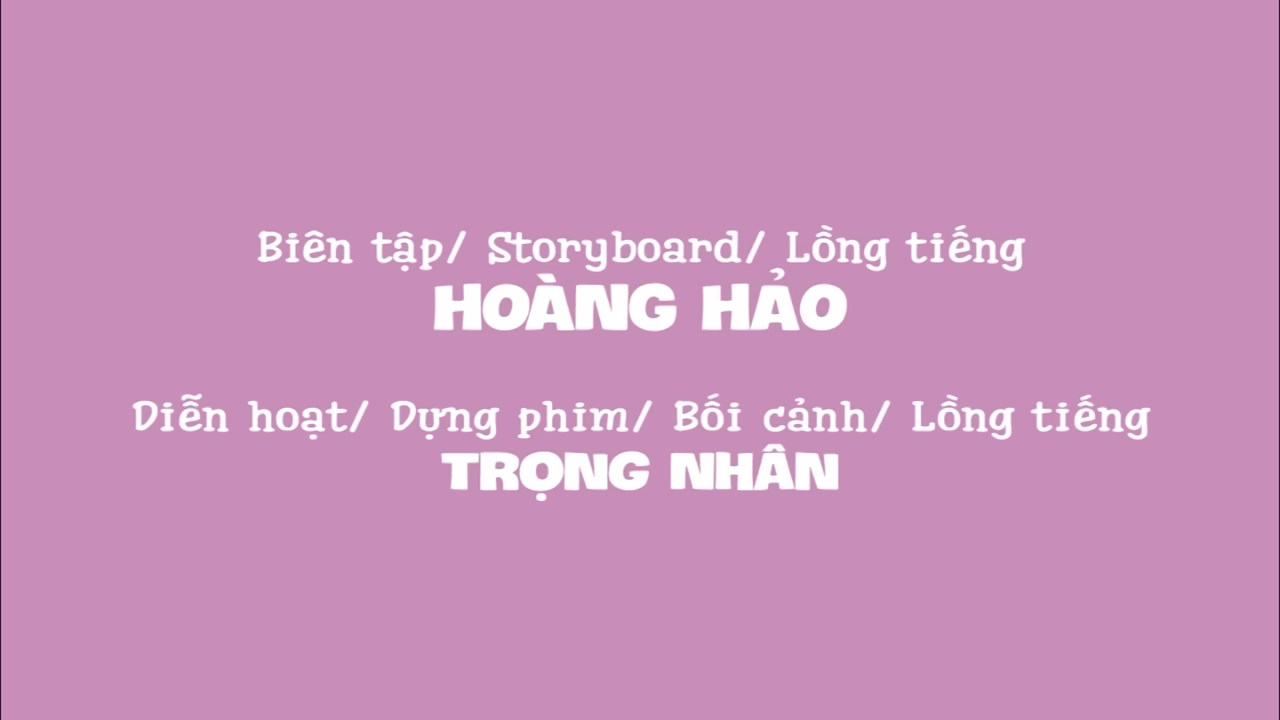 Biên tập/ Storyboard/ Lồng tiếng
HOÀNG HẢO
Diễn hoạt/ Dựng phim/ Bối cảnh/ Lồng tiếng
TRỌNG NHÂN